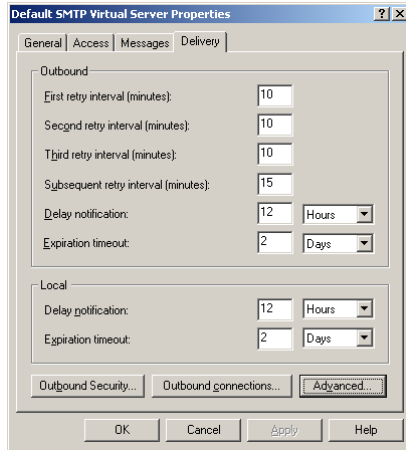 Default SMTP Virtual Server Properties
General Access Messages Delivery
Outbound
First retry interval (minutes): 10
Second retry interval (minutes): 10
Third retry interval (minutes): 10
Subsequent retry interval (minutes): 15
Delay notification: 12 Hours
Expiration timeout: 2 Days
Local
Delay notification: 12 Hours
Expiration timeout: 2 Days
Outbound Security... Outbound connections... Advanced...
OK Cancel Apply Help